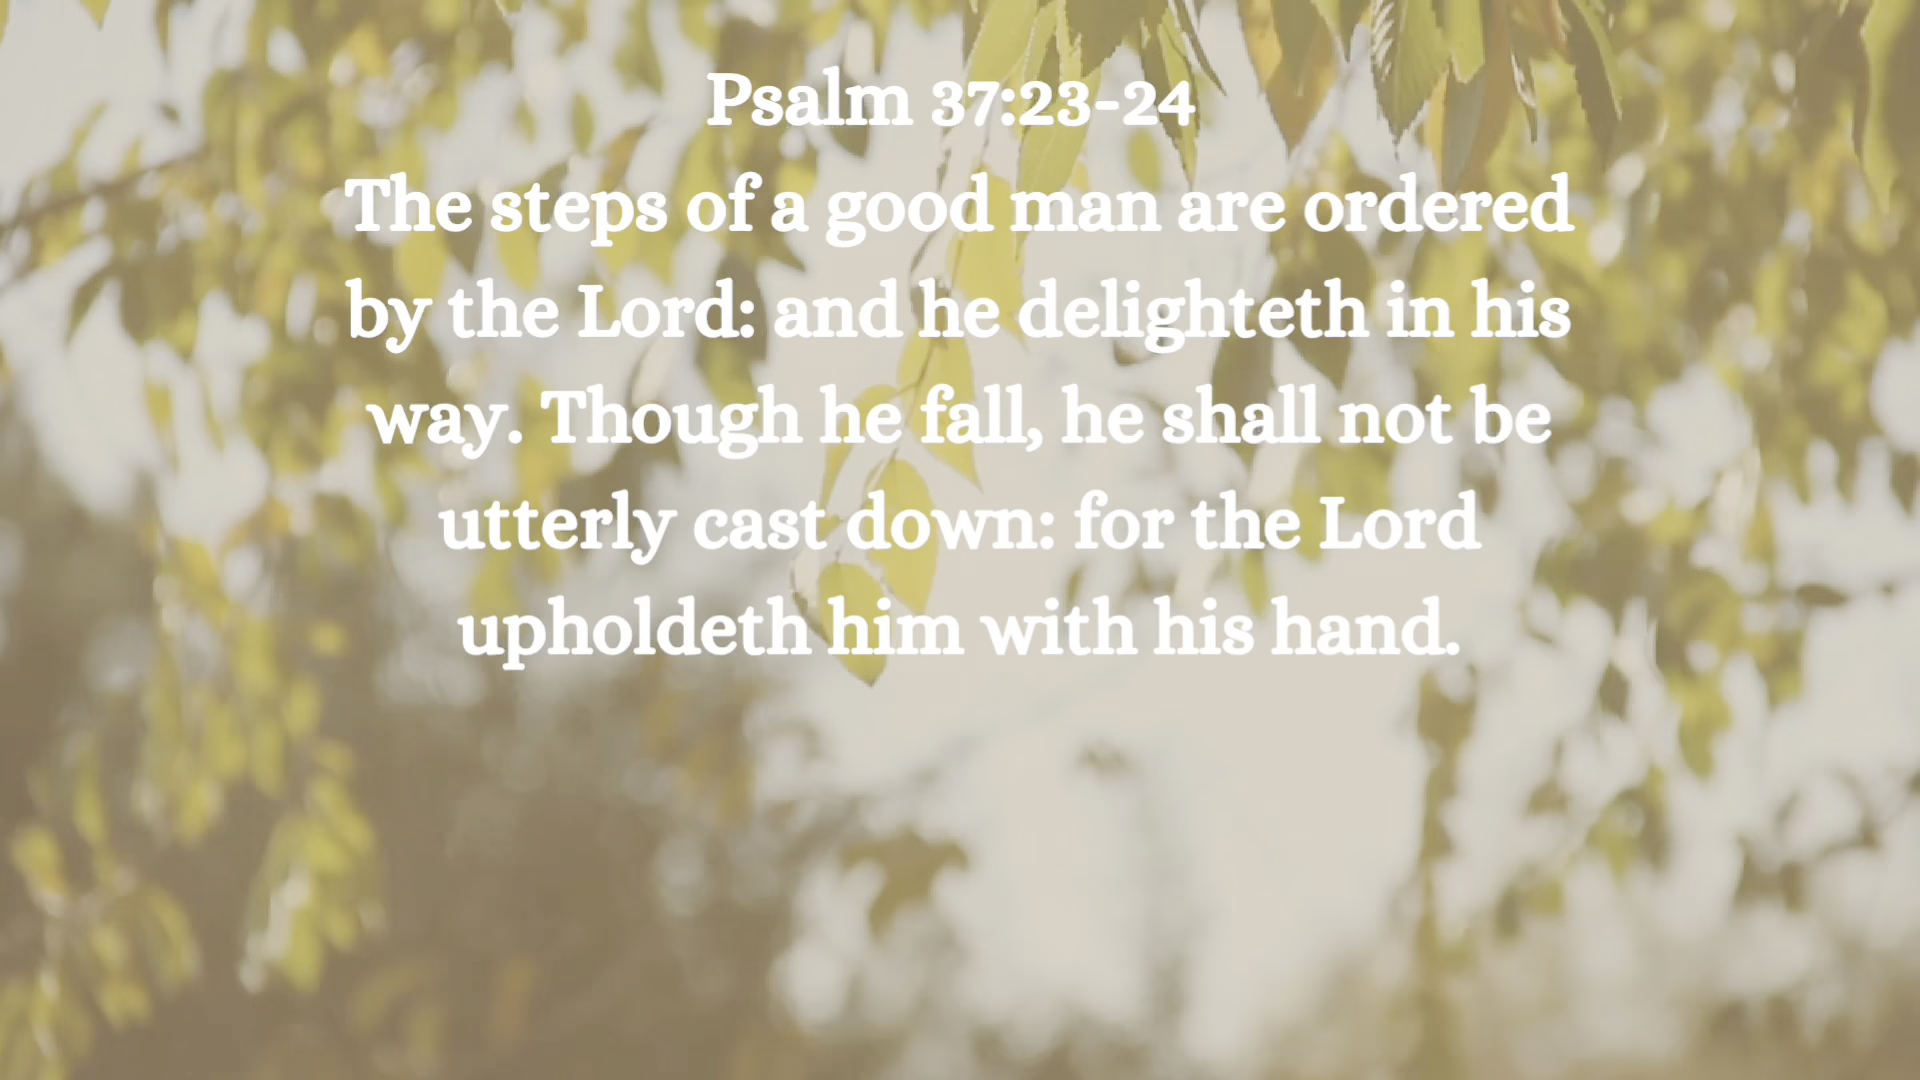 Psalm 37:23-24
The steps of a good man are ordered
by the Lord: and he delighteth in his
way. Though he fall, he shall not be
utterly cast down: for the Lord
upholdeth him with his hand.